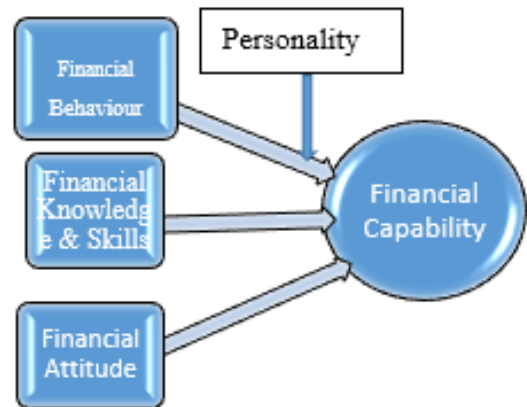 Personality
Financial
Behaviour
Financial
Knowledg
e & Skills
Financial
Capability
Financial
Attitude